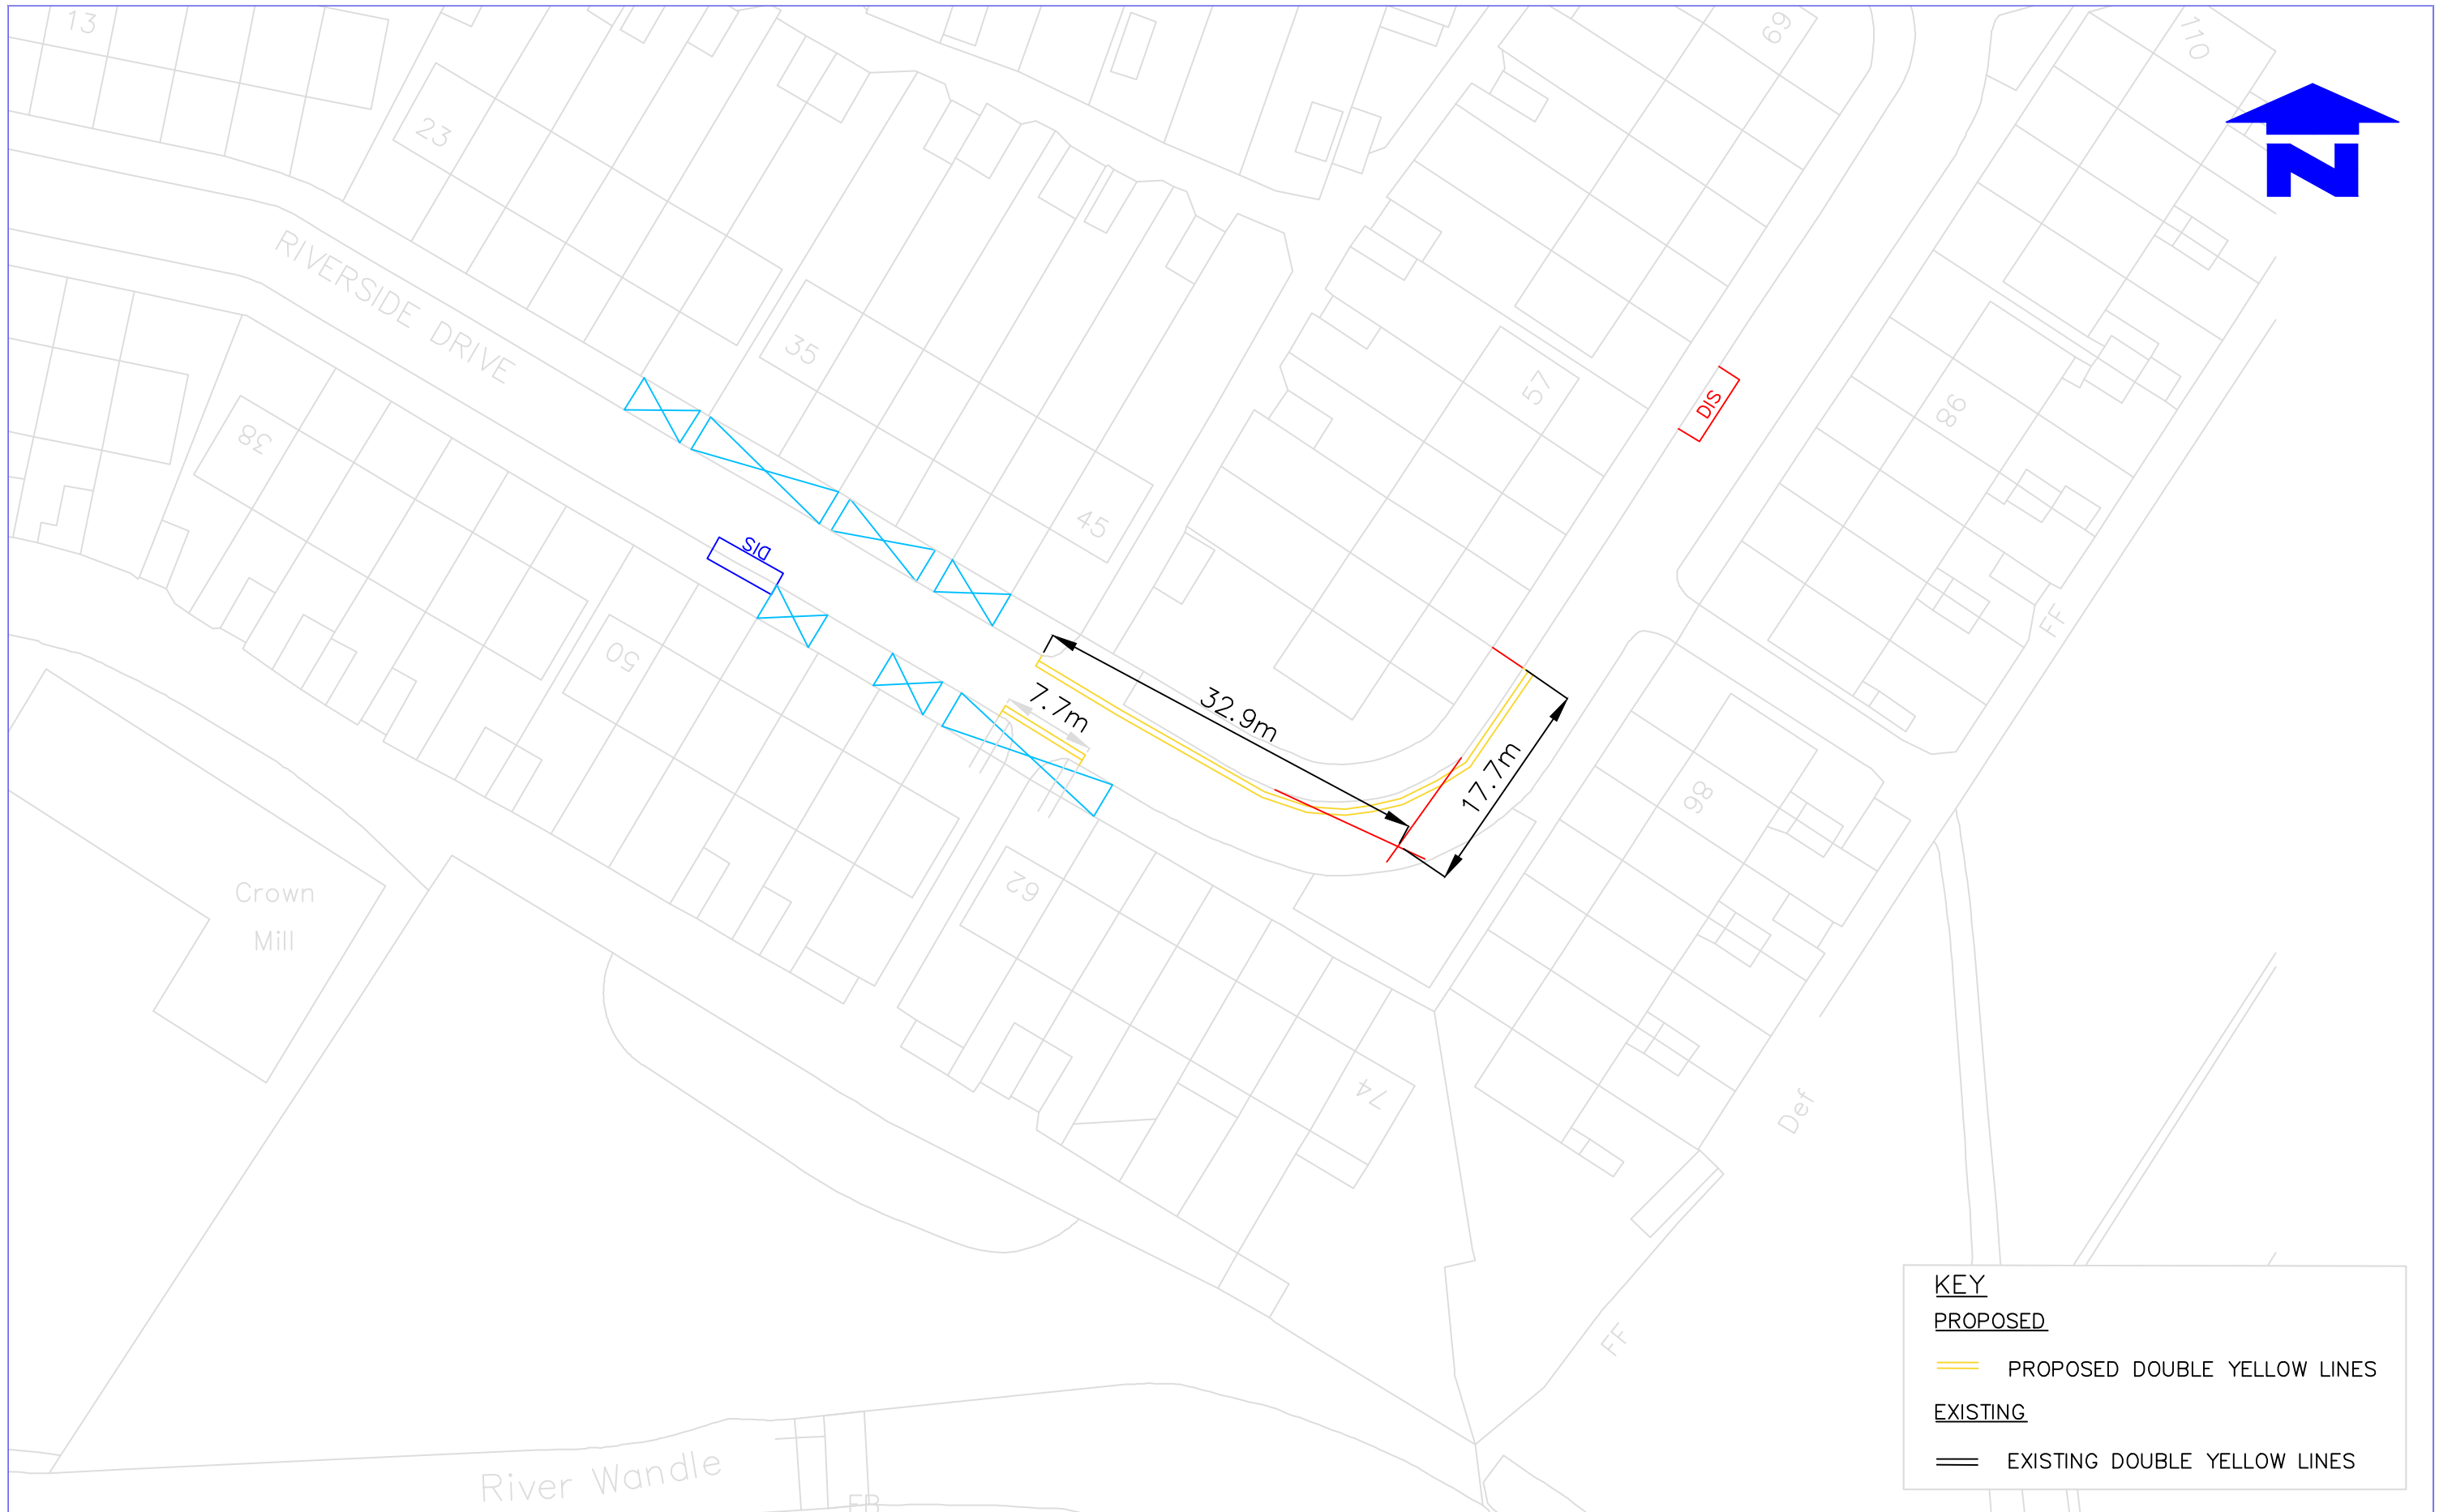 13
69
110
23
N
RIVERSIDE DRIVE
35
57
DIS
86
38
45
DIS
FF
50
7.7m
32.9m
17.7m
98
62
Crown
Mill
74
Def
FF
KEY
PROPOSED
PROPOSED DOUBLE YELLOW LINES
EXISTING
EXISTING DOUBLE YELLOW LINES
River Wandle
FB